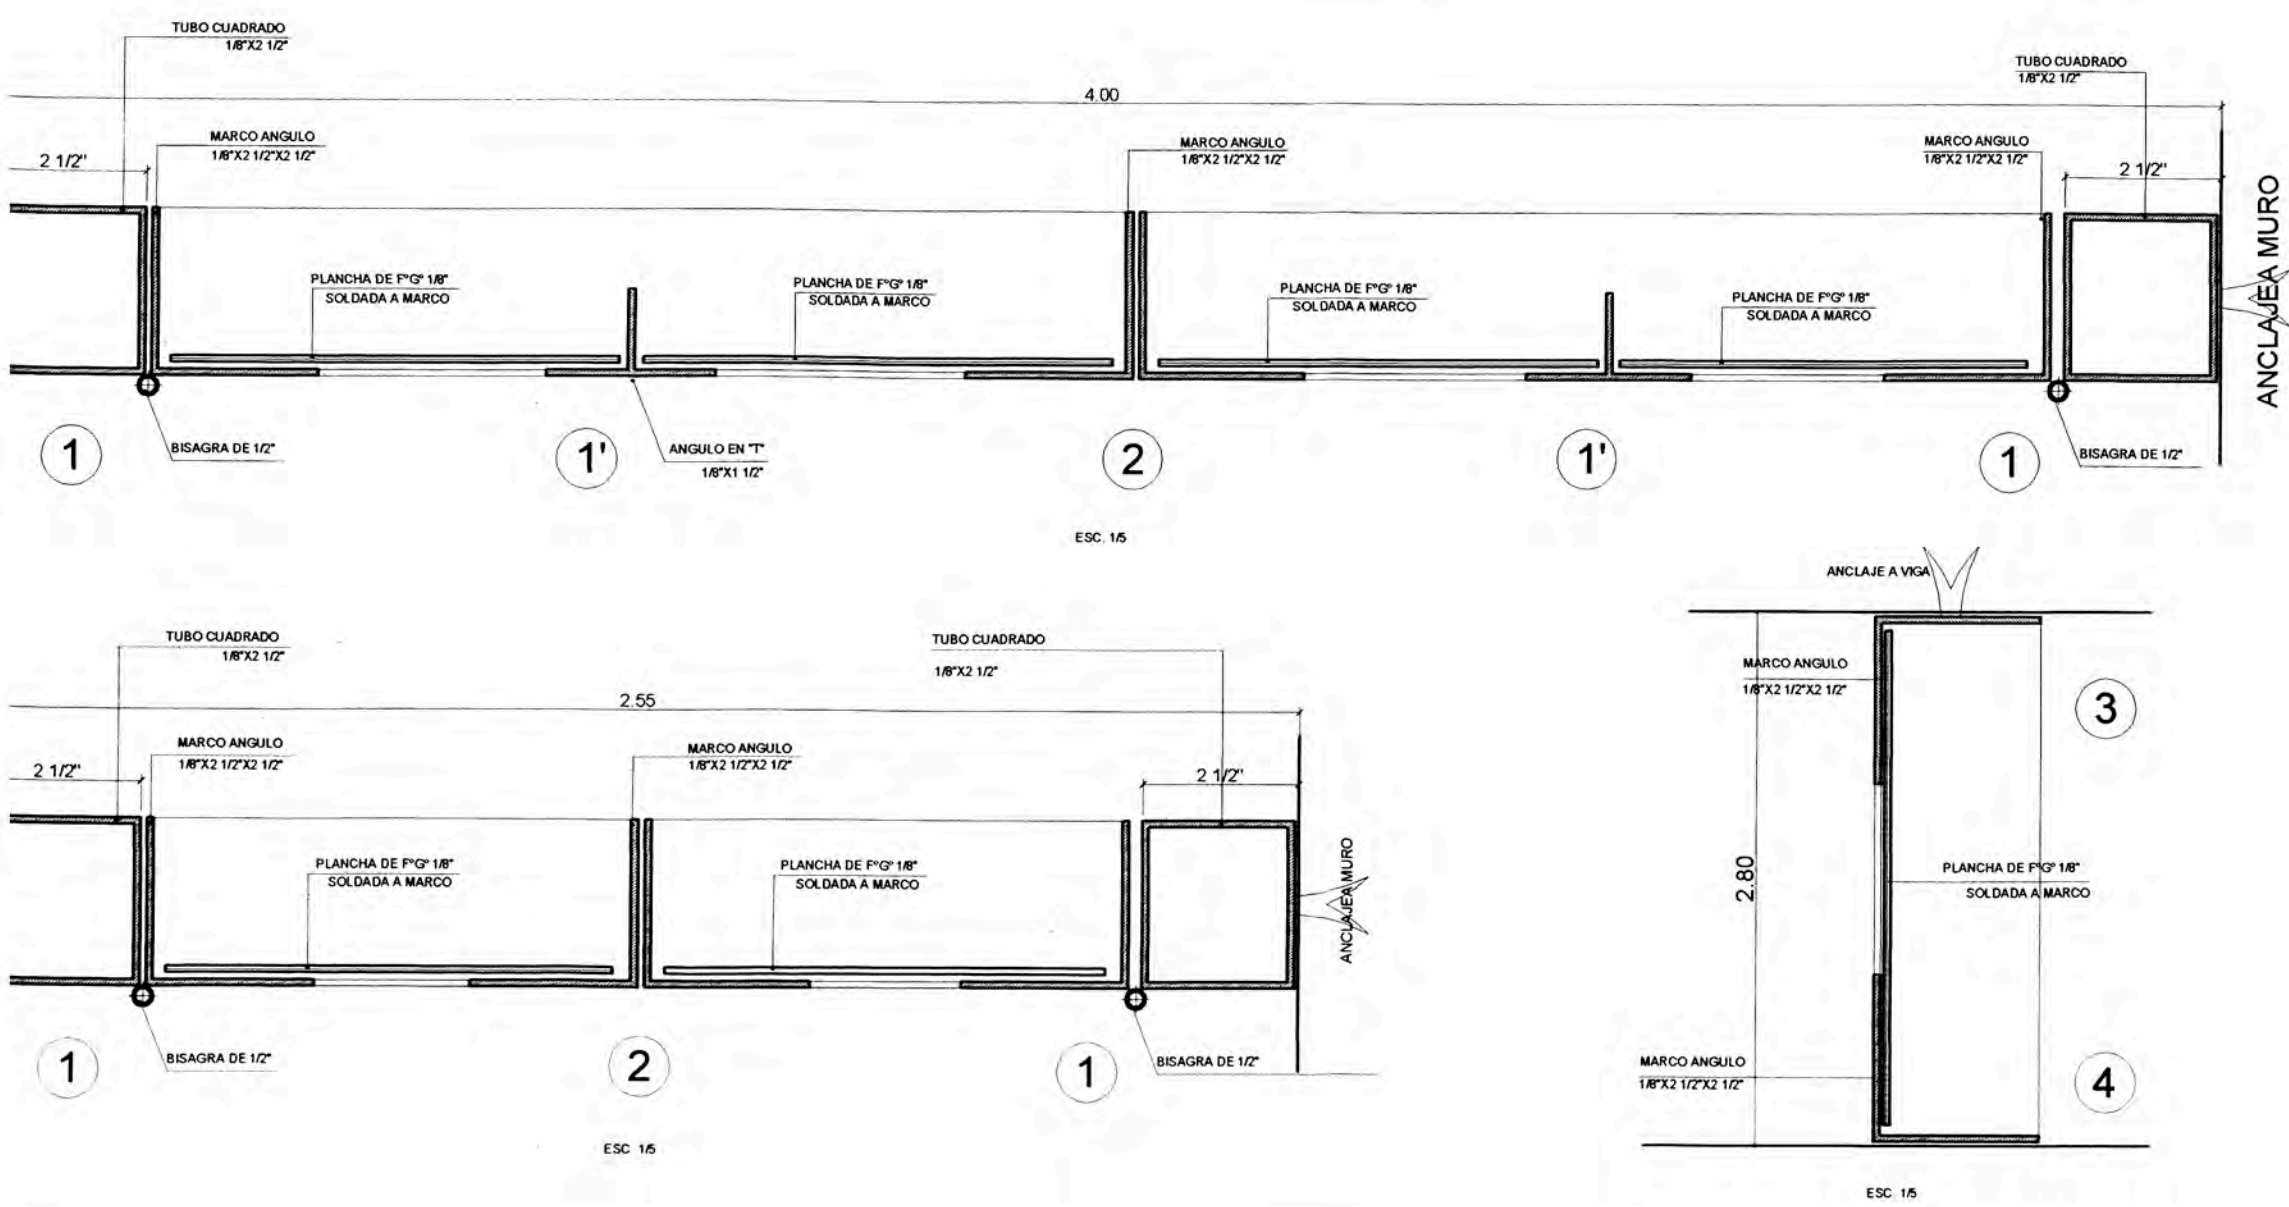 TUBO CUADRADO
1/8"X2 1/2"
TUBO CUADRADO
1/8"X2 1/2"
4.00
MARCO ANGULO
1/8"X2 1/2"X2 1/2"
MARCO ANGULO
1/8"X2 1/2"X2 1/2"
MARCO ANGULO
1/8"X2 1/2"X2 1/2"
2 1/2"
2 1/2"
ANCLAJEA MURO
PLANCHA DE FºGº 1/8"
SOLDADA A MARCO
PLANCHA DE FºGº 1/8"
SOLDADA A MARCO
PLANCHA DE FºGº 1/8"
SOLDADA A MARCO
PLANCHA DE FºGº 1/8"
SOLDADA A MARCO
1
BISAGRA DE 1/2"
1'
ANGULO EN "T"
1/8"X1 1/2"
2
1'
1
BISAGRA DE 1/2"
ESC. 1/5
TUBO CUADRADO
1/8"X2 1/2"
TUBO CUADRADO
1/8"X2 1/2"
2.55
MARCO ANGULO
1/8"X2 1/2"X2 1/2"
MARCO ANGULO
1/8"X2 1/2"X2 1/2"
2 1/2"
2 1/2"
PLANCHA DE FºGº 1/8"
SOLDADA A MARCO
PLANCHA DE FºGº 1/8"
SOLDADA A MARCO
ANCLAJEA MURO
1
BISAGRA DE 1/2"
2
1
BISAGRA DE 1/2"
ESC 1/5
ANCLAJE A VIGA
MARCO ANGULO
1/8"X2 1/2"X2 1/2"
3
2.80
PLANCHA DE FºGº 1/8"
SOLDADA A MARCO
MARCO ANGULO
1/8"X2 1/2"X2 1/2"
4
ESC 1/5